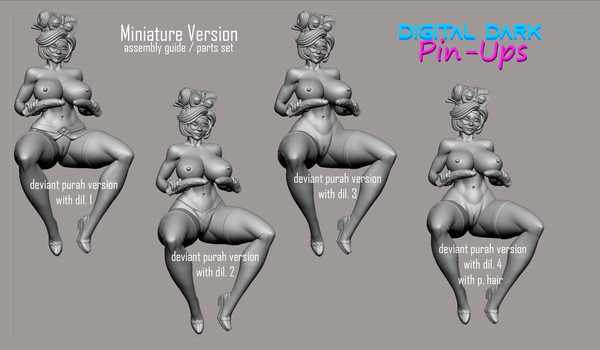 Miniature Version
assembly guide / parts set
DIGITAL DARK
Pin-Ups
deviant purah version
with dil. 1
deviant purah version
with dil. 2
deviant purah version
with dil. 3
deviant purah version
with dil. 4
with p. hair